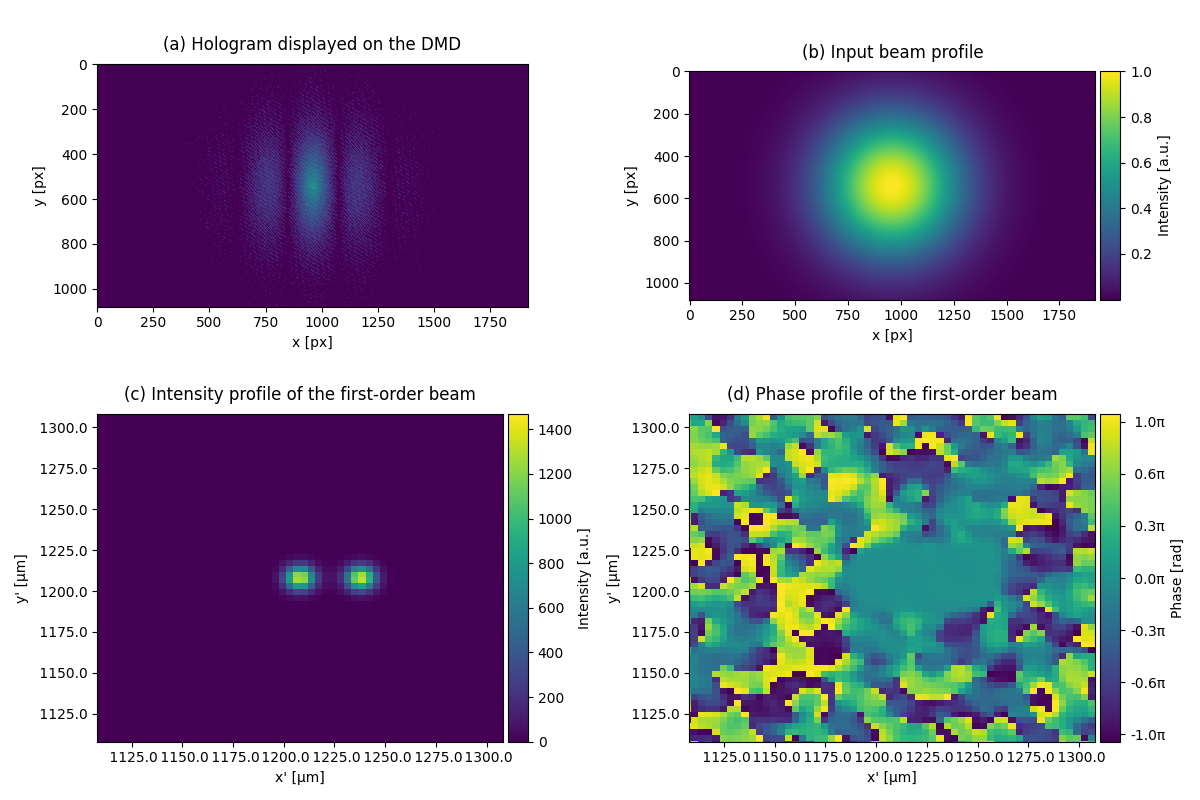 (a) Hologram displayed on the DMD
0
200
400
600
800
1000
y [px]
0 250 500 750 1000 1250 1500 1750
x [px]
(b) Input beam profile
0
200
400
600
800
1000
y [px]
0 250 500 750 1000 1250 1500 1750
x [px]
1.0
0.8
0.6
0.4
0.2
Intensity [a.u.]
(c) Intensity profile of the first-order beam
1300.0
1275.0
1250.0
1225.0
1200.0
1175.0
1150.0
1125.0
y' [μm]
1125.0 1150.0 1175.0 1200.0 1225.0 1250.0 1275.0 1300.0
x' [μm]
1400
1200
1000
800
600
400
200
0
Intensity [a.u.]
(d) Phase profile of the first-order beam
1300.0
1275.0
1250.0
1225.0
1200.0
1175.0
1150.0
1125.0
y' [μm]
1125.0 1150.0 1175.0 1200.0 1225.0 1250.0 1275.0 1300.0
x' [μm]
1.0π
0.6π
0.3π
0.0π
-0.3π
-0.6π
-1.0π
Phase [rad]